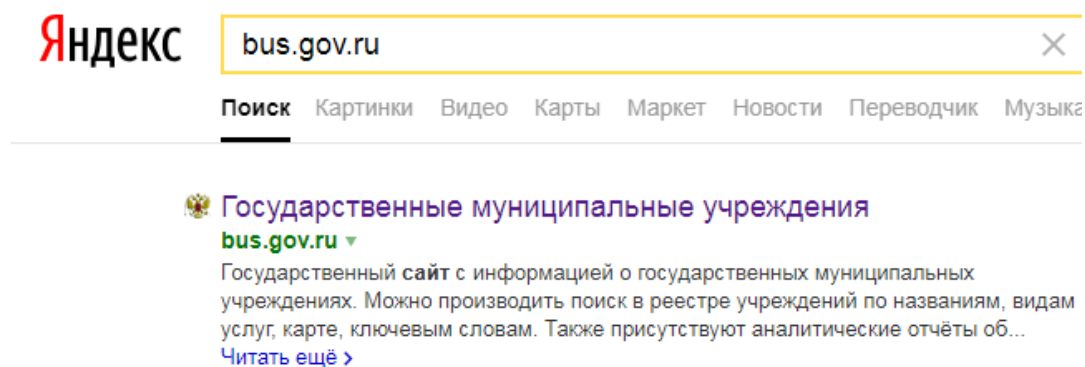 Яндекс
bus.gov.ru
Поиск Картинки Видео Карты Маркет Новости Переводчик Музыка
Государственные муниципальные учреждения
bus.gov.ru
Государственный сайт с информацией о государственных муниципальных
учреждениях. Можно производить поиск в реестре учреждений по названиям, видам
услуг, карте, ключевым словам. Также присутствуют аналитические отчёты об...
Читать ещё >